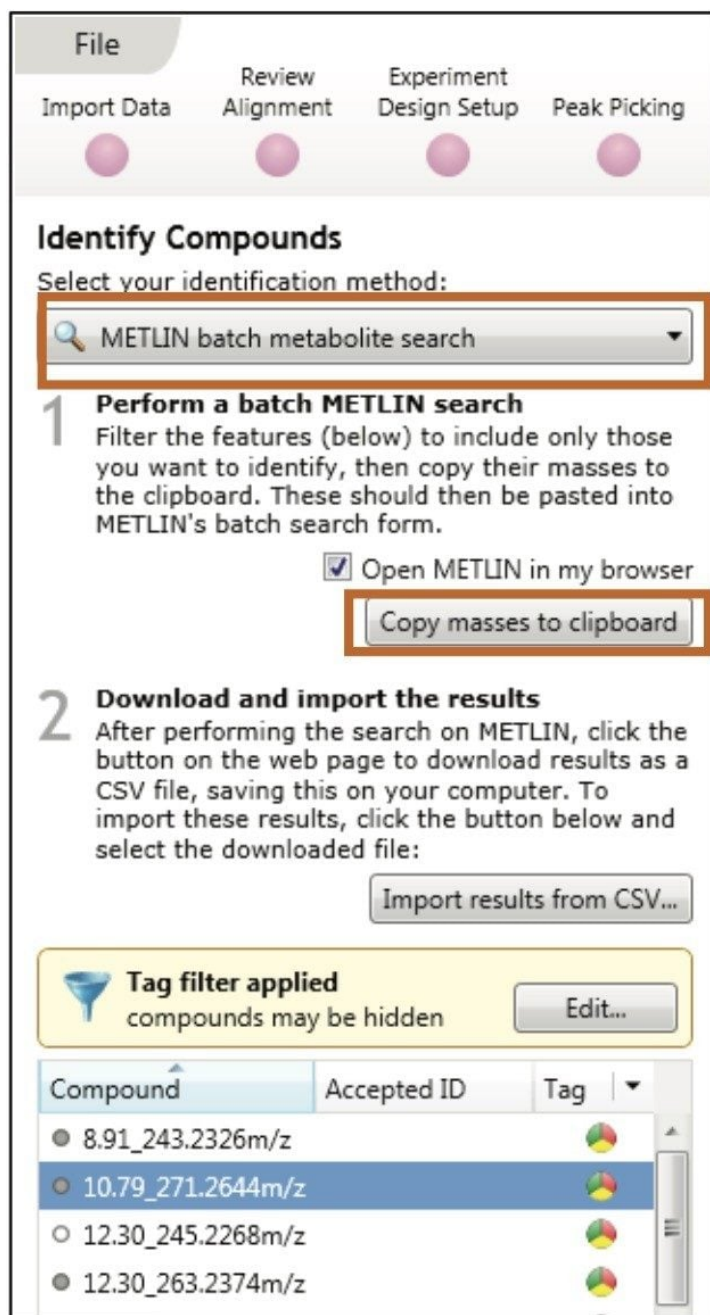 File
Import Data
Review
Alignment
Experiment
Design Setup
Peak Picking
Identify Compounds
Select your identification method:
METLIN batch metabolite search
1 Perform a batch METLIN search
Filter the features (below) to include only those
you want to identify, then copy their masses to
the clipboard. These should then be pasted into
METLIN's batch search form.
Open METLIN in my browser
Copy masses to clipboard
2 Download and import the results
After performing the search on METLIN, click the
button on the web page to download results as a
CSV file, saving this on your computer. To
import these results, click the button below and
select the downloaded file:
Import results from CSV...
Tag filter applied
compounds may be hidden
Edit...
Compound Accepted ID Tag
8.91_243.2326m/z
10.79_271.2644m/z
12.30_245.2268m/z
12.30_263.2374m/z